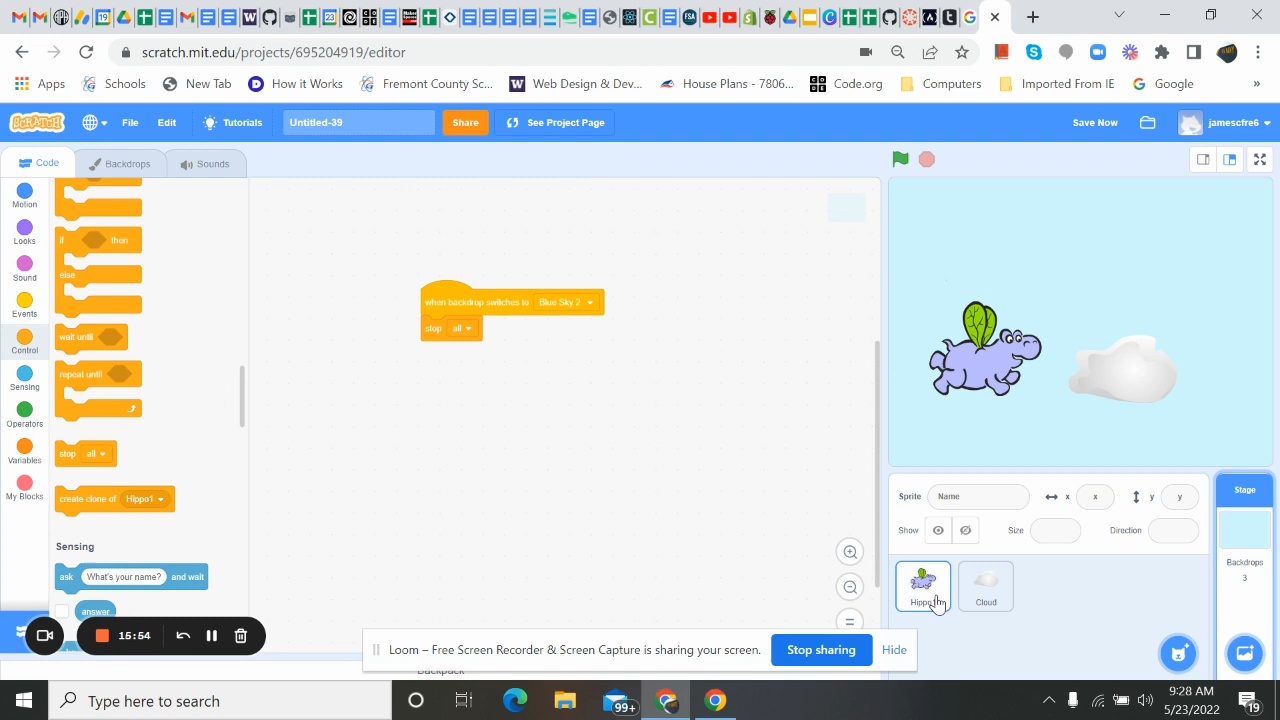 scratch.mit.edu/projects/695204919/editor
Apps
Schools
New Tab
How it Works
Fremont County Sc...
Web Design & Dev...
House Plans - 7806...
Code.org
Computers
Imported From IE
Google
»
SCRATCH
File
Edit
Tutorials
Untitled-39
Share
See Project Page
Save Now
jamescfre6
Code
Backdrops
Sounds
Motion
Looks
Sound
Events
Control
Sensing
Operators
Variables
My Blocks
if then
else
wait until
repeat until
stop all
create clone of Hippo1
Sensing
ask What's your name? and wait
answer
when backdrop switches to Blue Sky 2
stop all
Sprite Name x x y y
Show Size Direction
Hippo1
Cloud
Stage
Backdrops
3
15:54
Loom – Free Screen Recorder & Screen Capture is sharing your screen.
Stop sharing
Hide
Backpack
Type here to search
99+
9:28 AM
5/23/2022
19